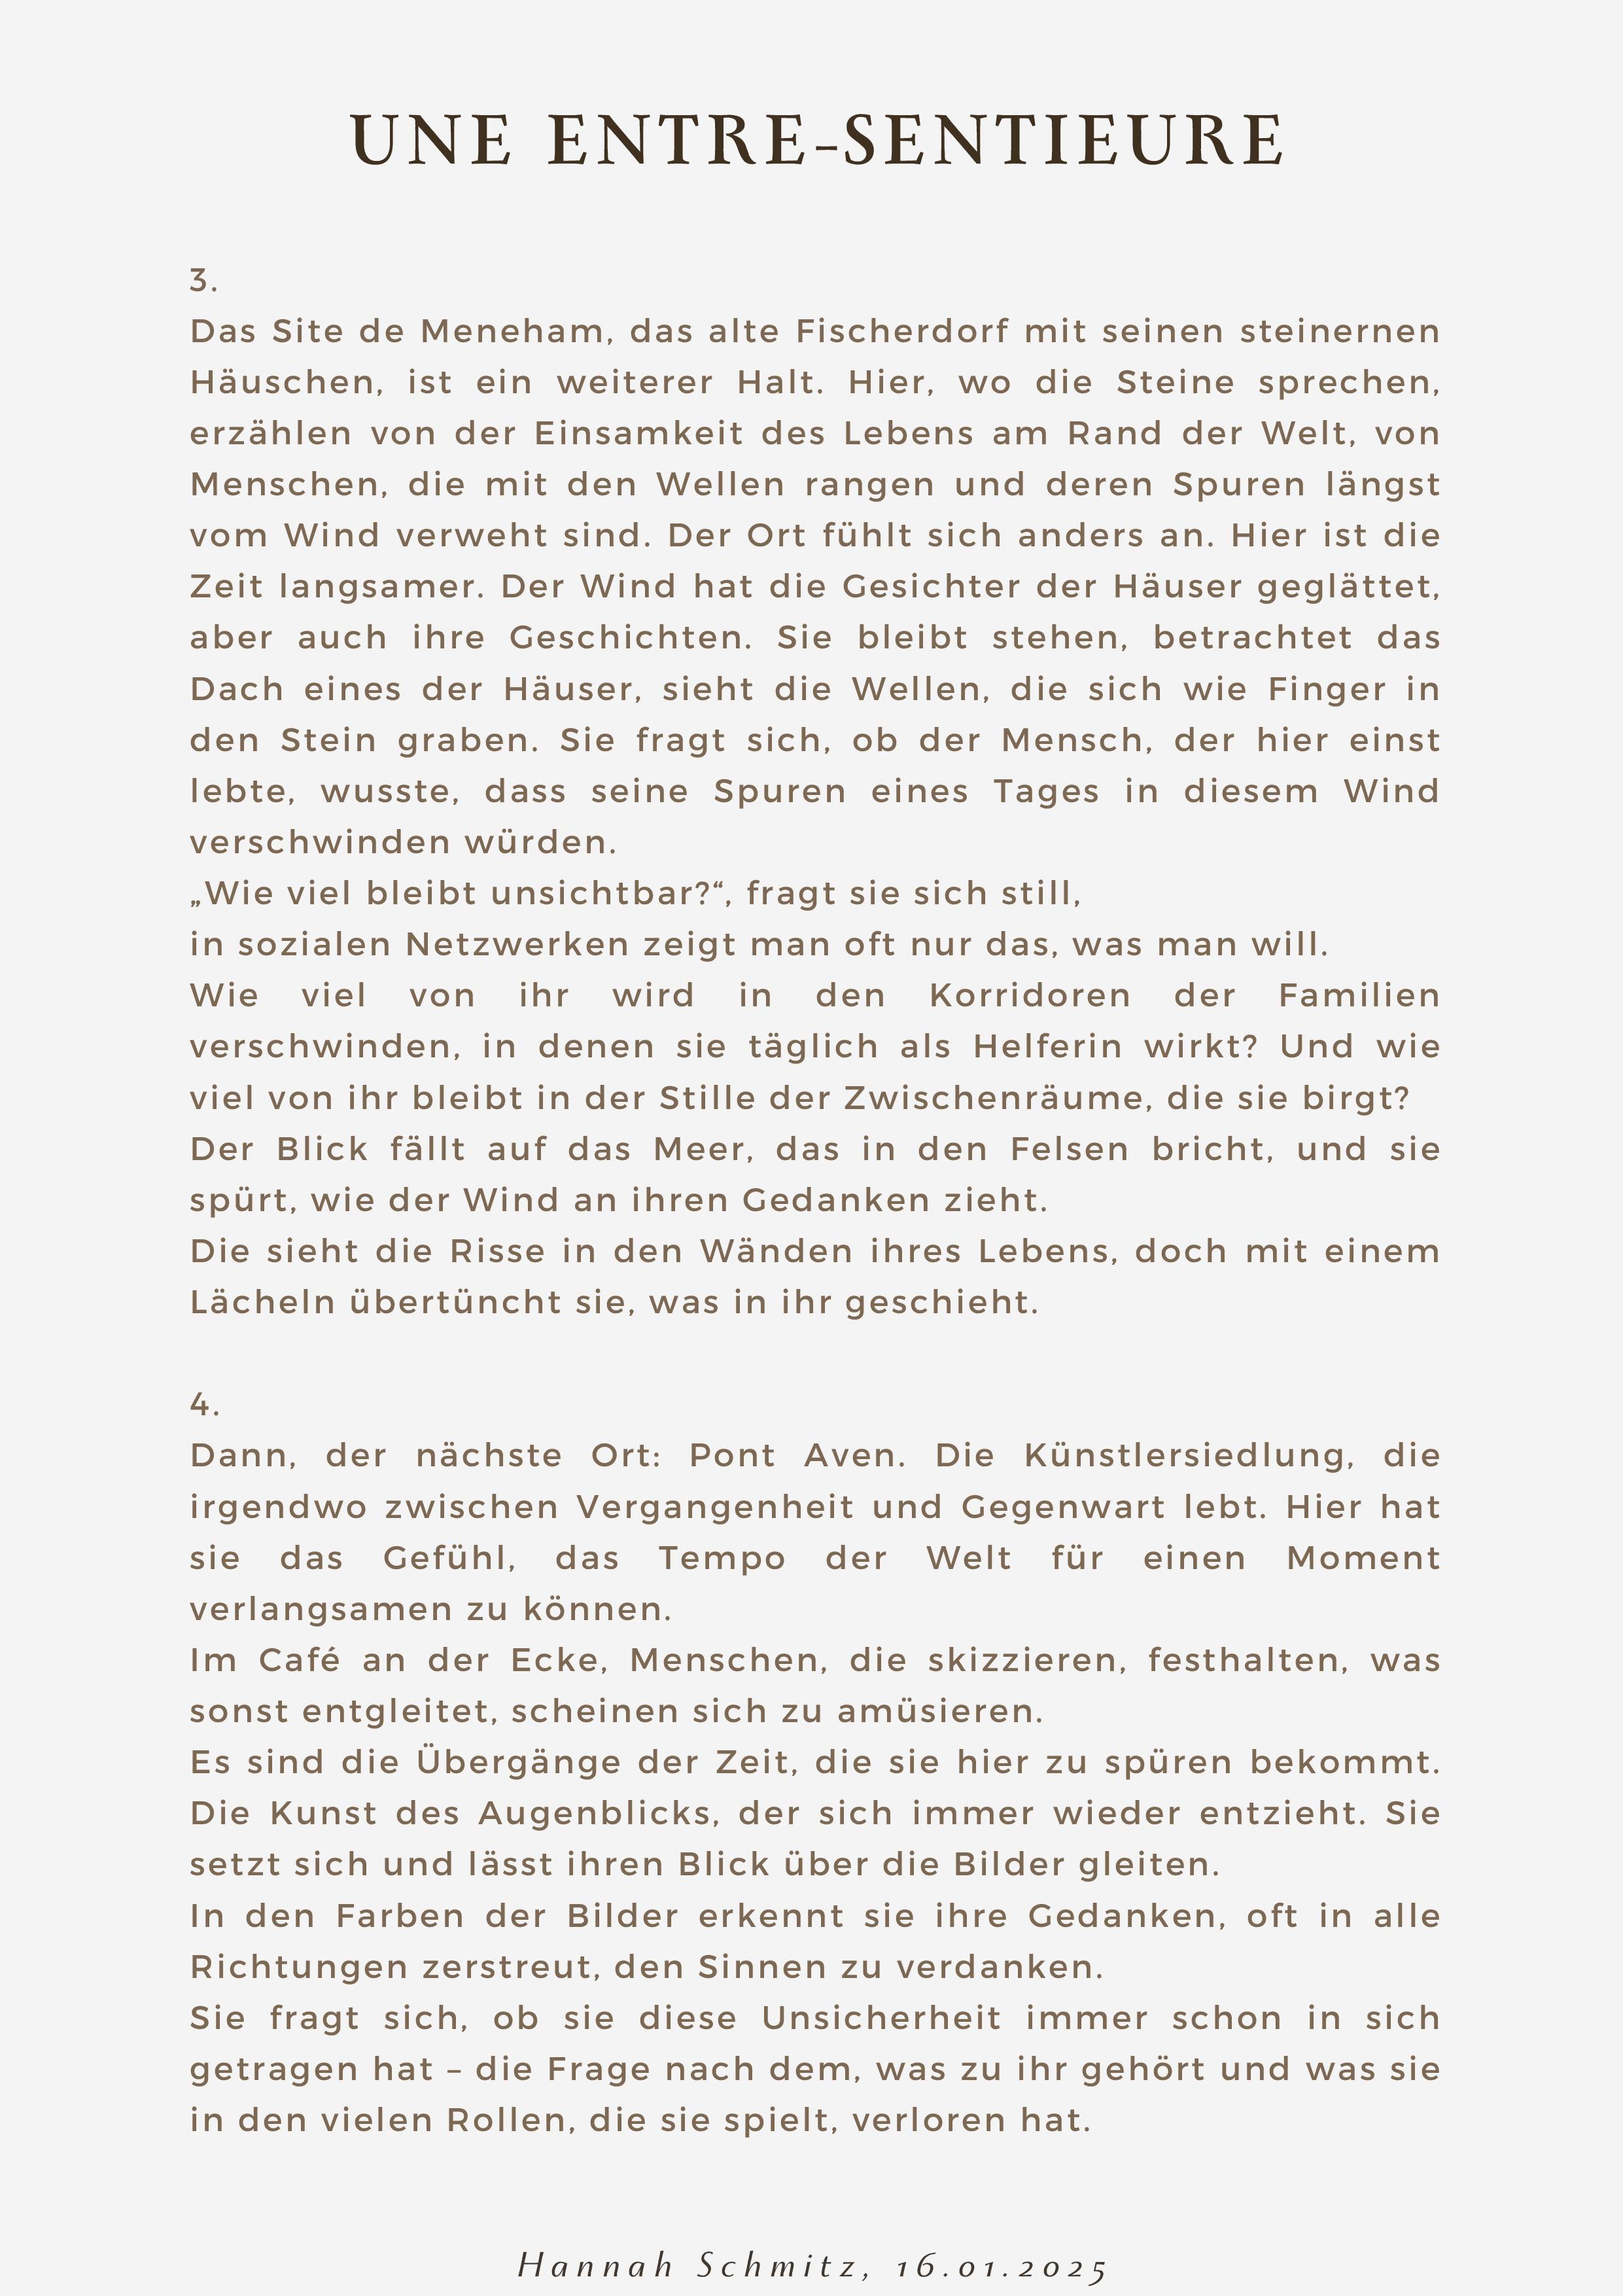 UNE ENTRE-SENTIEURE
3.
Das Site de Meneham, das alte Fischerdorf mit seinen steinernen
Häuschen, ist ein weiterer Halt. Hier, wo die Steine sprechen,
erzählen von der Einsamkeit des Lebens am Rand der Welt, von
Menschen, die mit den Wellen rangen und deren Spuren längst
vom Wind verweht sind. Der Ort fühlt sich anders an. Hier ist die
Zeit langsamer. Der Wind hat die Gesichter der Häuser geglättet,
aber auch ihre Geschichten. Sie bleibt stehen, betrachtet das
Dach eines der Häuser, sieht die Wellen, die sich wie Finger in
den Stein graben. Sie fragt sich, ob der Mensch, der hier einst
lebte, wusste, dass seine Spuren eines Tages in diesem Wind
verschwinden würden.
„Wie viel bleibt unsichtbar?“, fragt sie sich still,
in sozialen Netzwerken zeigt man oft nur das, was man will.
Wie viel von ihr wird in den Korridoren der Familien
verschwinden, in denen sie täglich als Helferin wirkt? Und wie
viel von ihr bleibt in der Stille der Zwischenräume, die sie birgt?
Der Blick fällt auf das Meer, das in den Felsen bricht, und sie
spürt, wie der Wind an ihren Gedanken zieht.
Die sieht die Risse in den Wänden ihres Lebens, doch mit einem
Lächeln übertüncht sie, was in ihr geschieht.
4.
Dann, der nächste Ort: Pont Aven. Die Künstlersiedlung, die
irgendwo zwischen Vergangenheit und Gegenwart lebt. Hier hat
sie das Gefühl, das Tempo der Welt für einen Moment
verlangsamen zu können.
Im Café an der Ecke, Menschen, die skizzieren, festhalten, was
sonst entgleitet, scheinen sich zu amüsieren.
Es sind die Übergänge der Zeit, die sie hier zu spüren bekommt.
Die Kunst des Augenblicks, der sich immer wieder entzieht. Sie
setzt sich und lässt ihren Blick über die Bilder gleiten.
In den Farben der Bilder erkennt sie ihre Gedanken, oft in alle
Richtungen zerstreut, den Sinnen zu verdanken.
Sie fragt sich, ob sie diese Unsicherheit immer schon in sich
getragen hat – die Frage nach dem, was zu ihr gehört und was sie
in den vielen Rollen, die sie spielt, verloren hat.
Hannah Schmitz, 16.01.2025